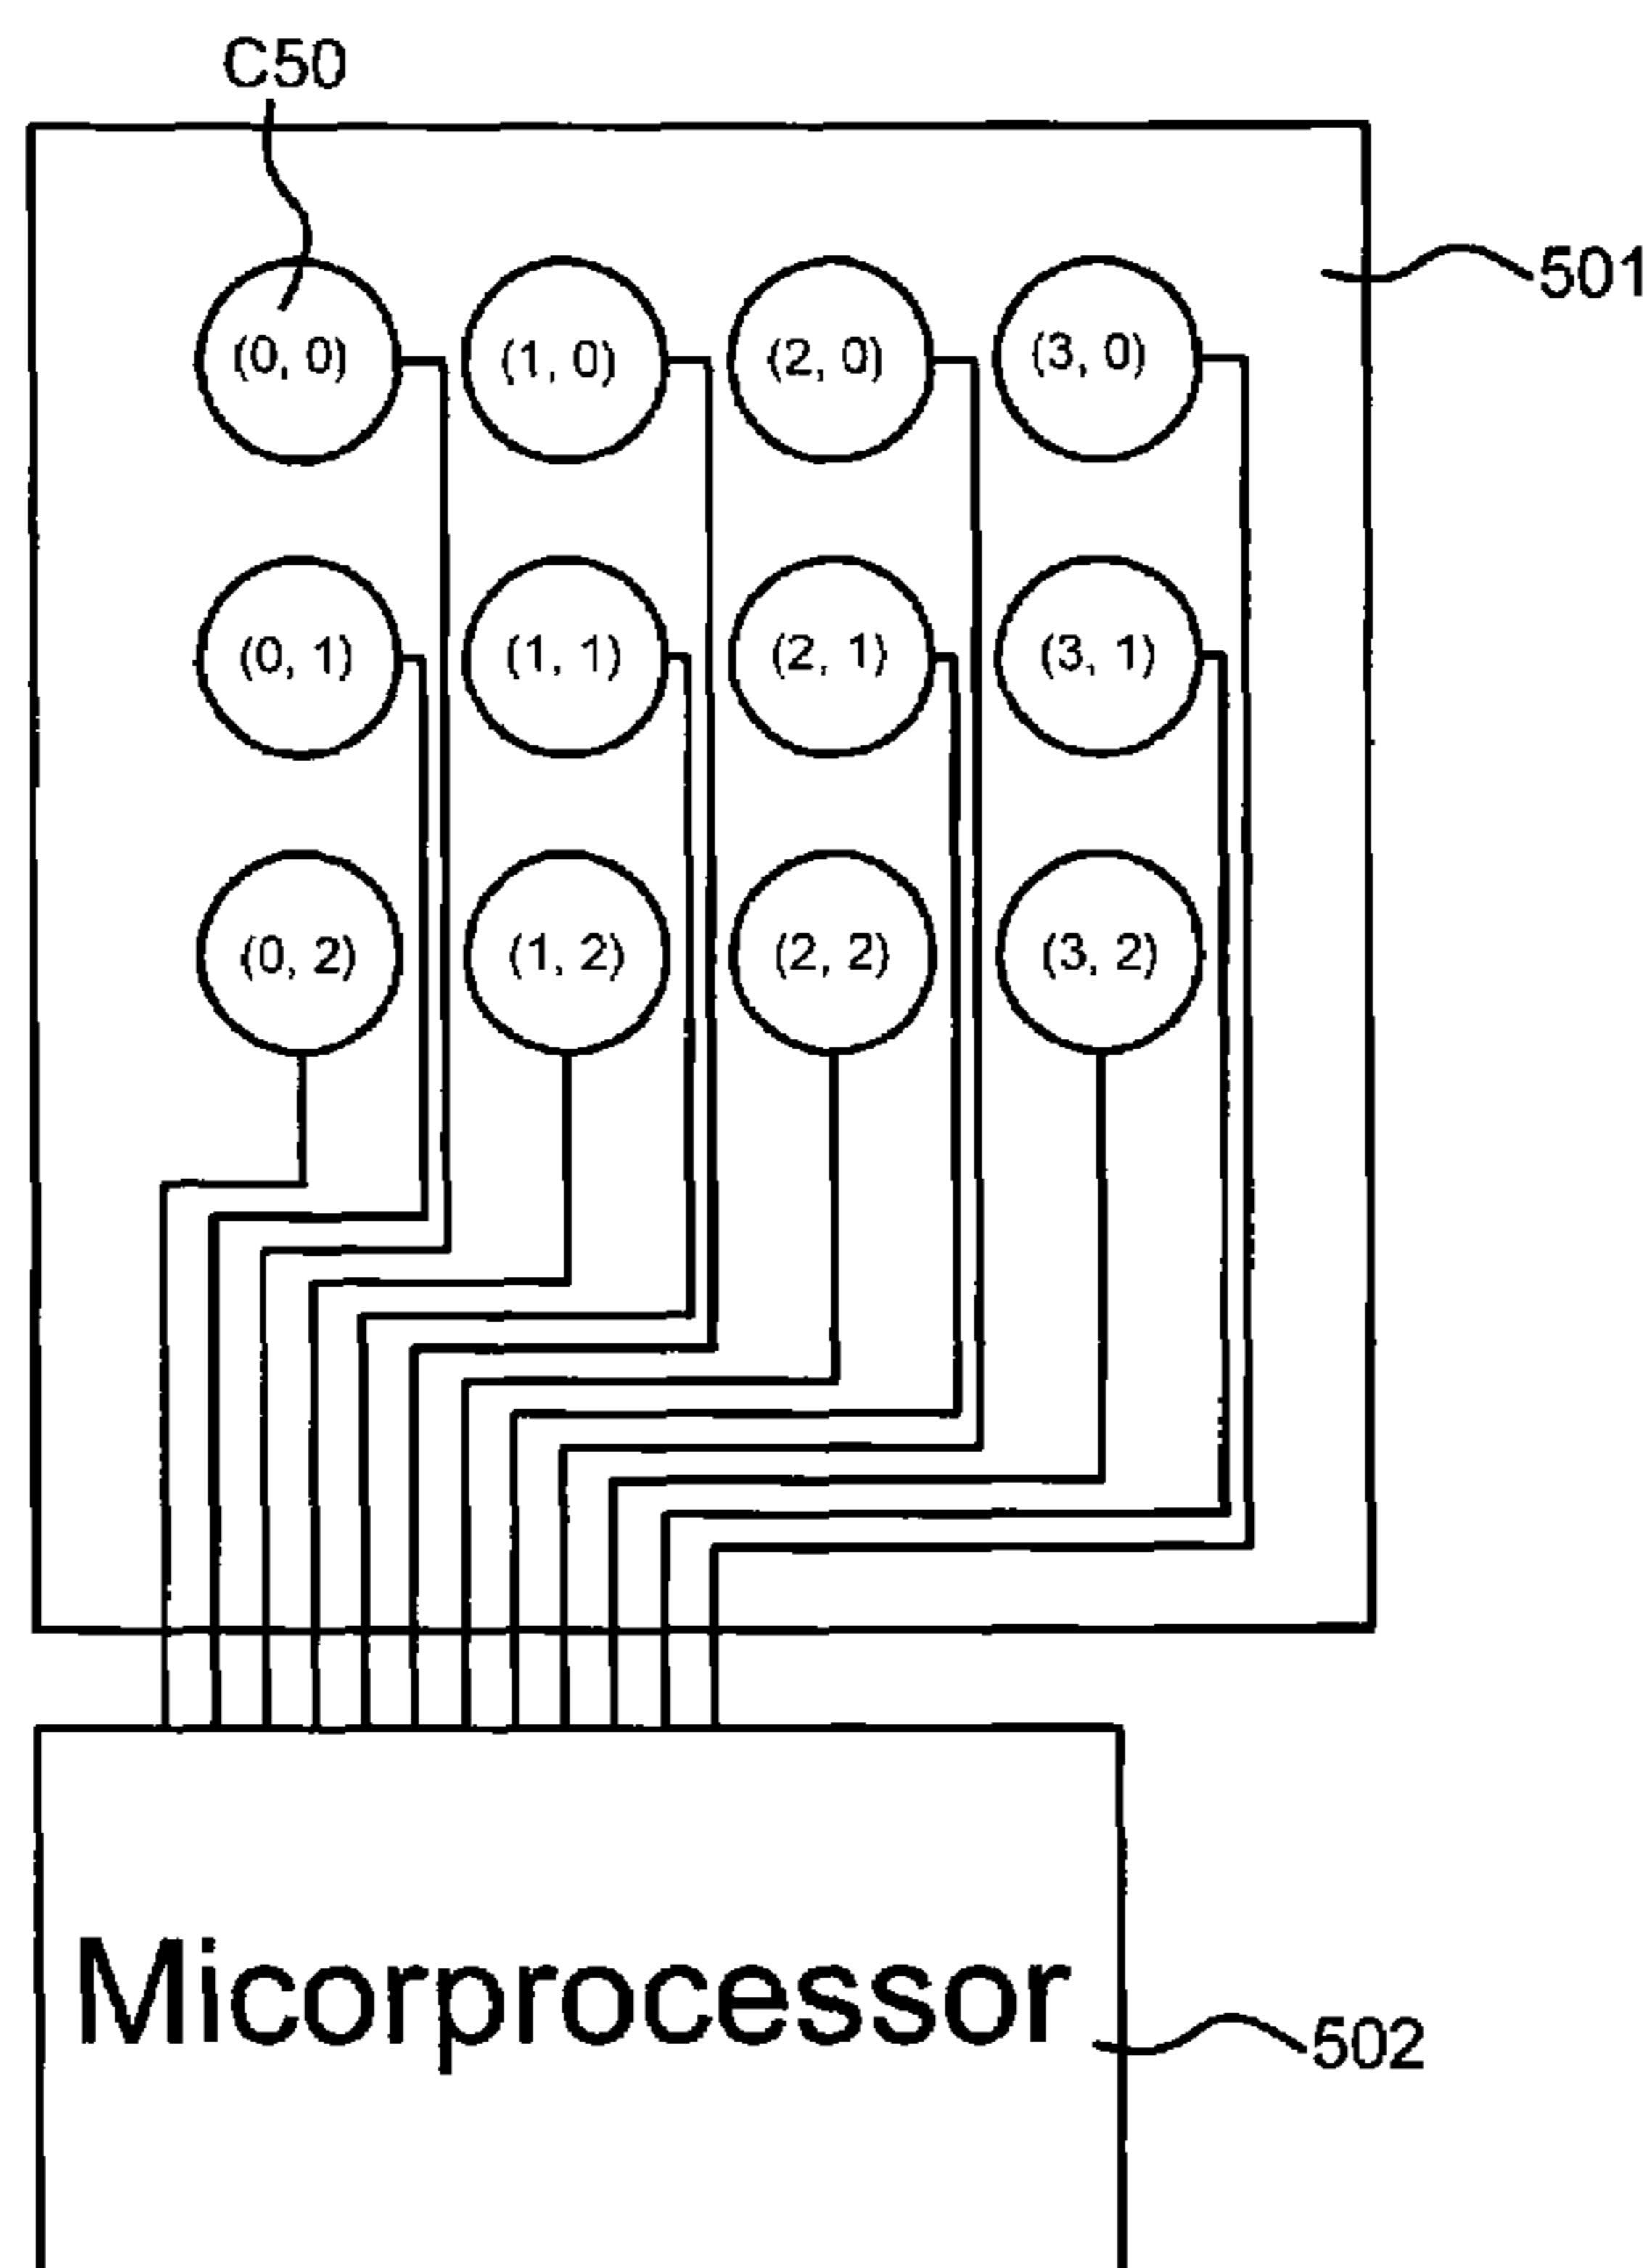 C50
501
(0, 0) (1, 0) (2, 0) (3, 0)
(0, 1) (1, 1) (2, 1) (3, 1)
(0, 2) (1, 2) (2, 2) (3, 2)
Micorprocessor
502